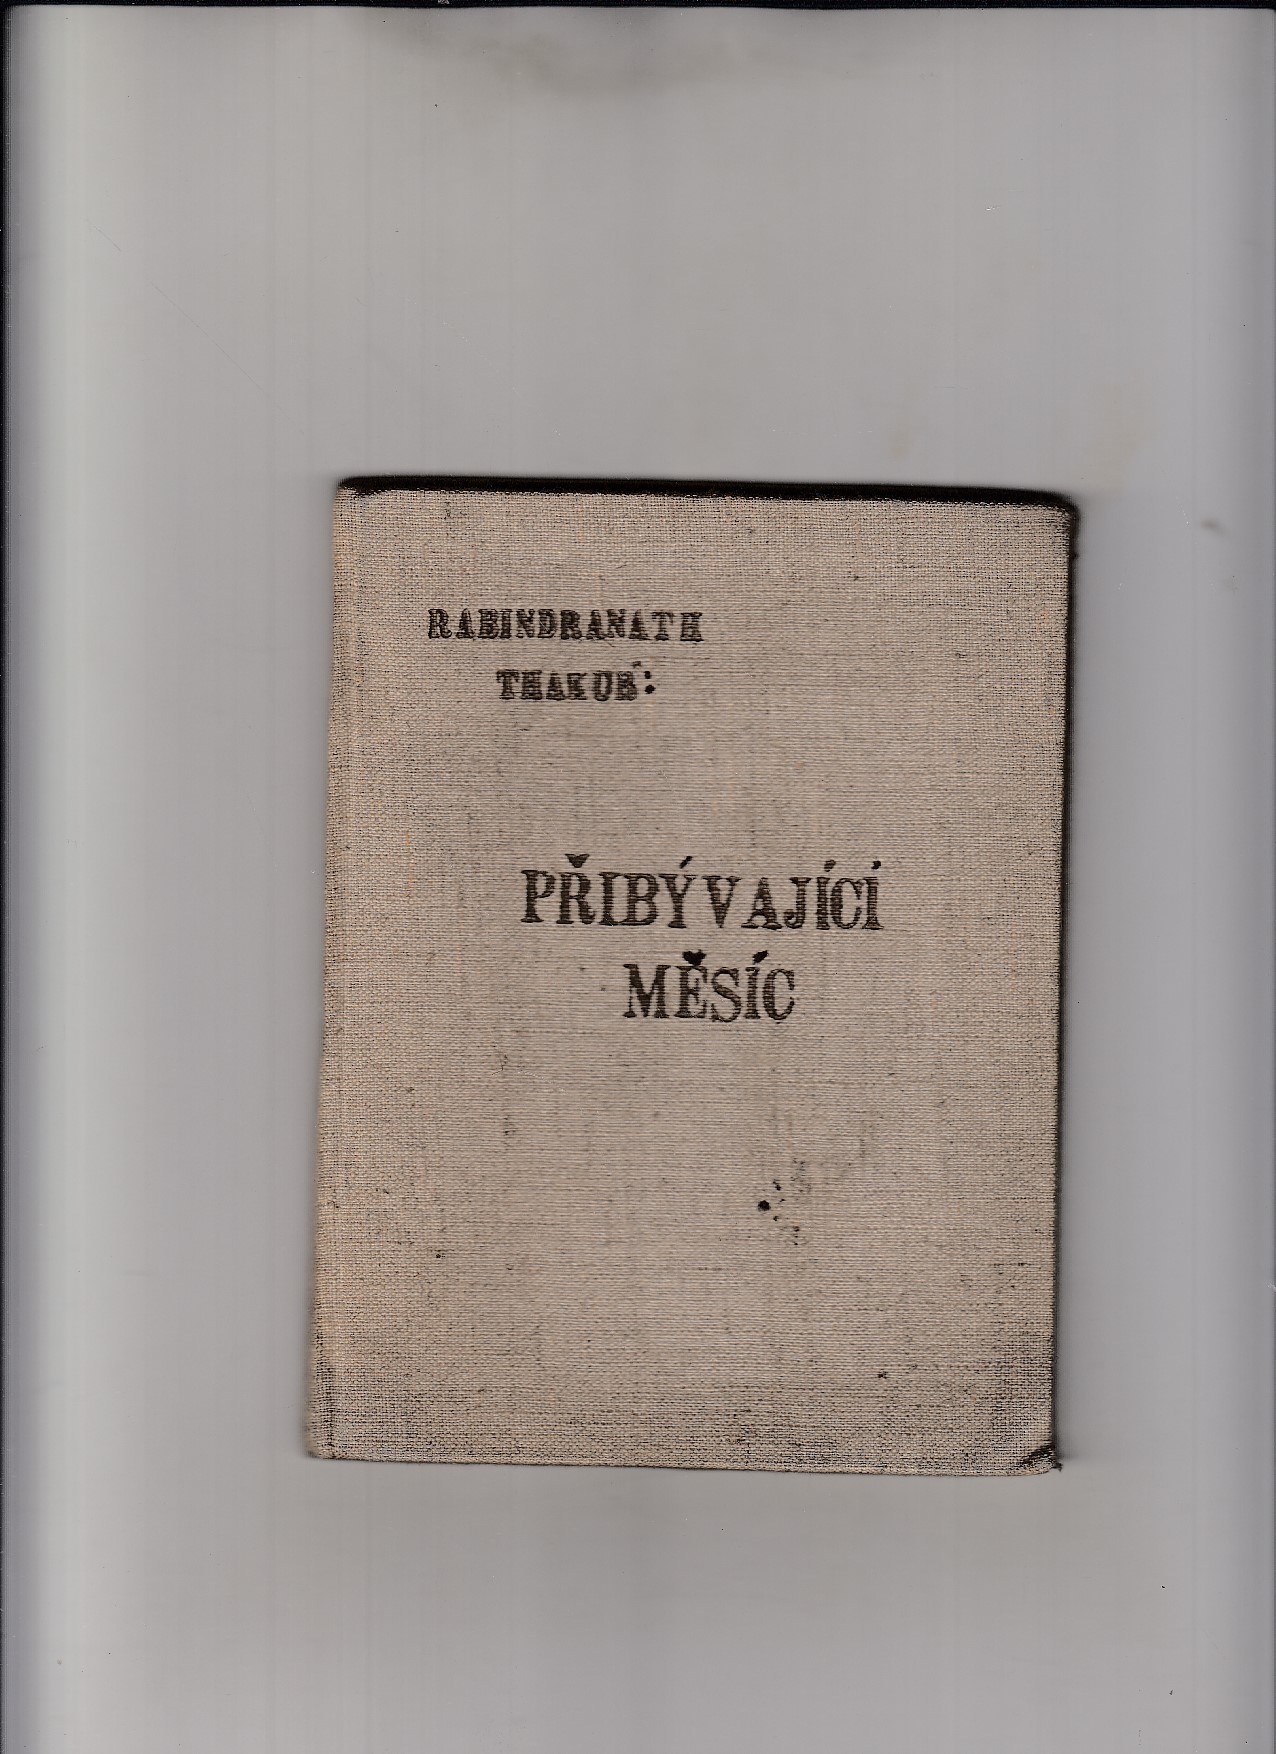 RABINDRANATH
THAKUR:
PŘIBÝVAJÍCÍ
MĚSÍC